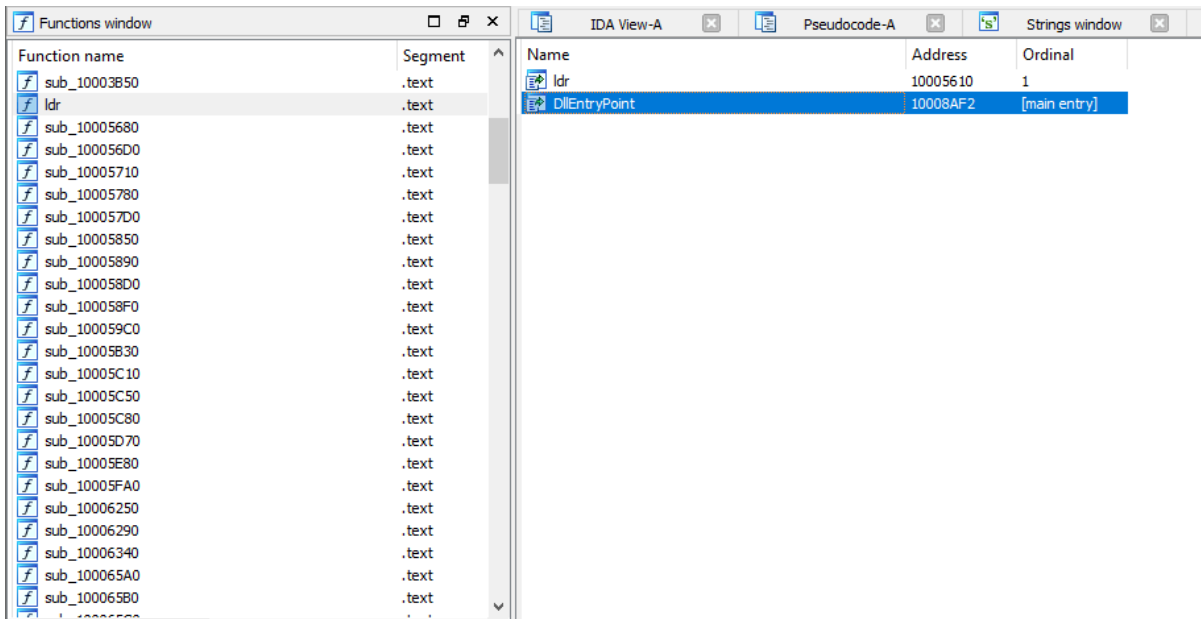 Functions window
Function name Segment
sub_10003B50 .text
ldr .text
sub_10005680 .text
sub_100056D0 .text
sub_10005710 .text
sub_10005780 .text
sub_100057D0 .text
sub_10005850 .text
sub_10005890 .text
sub_100058D0 .text
sub_100058F0 .text
sub_100059C0 .text
sub_10005B30 .text
sub_10005C10 .text
sub_10005C50 .text
sub_10005C80 .text
sub_10005D70 .text
sub_10005E80 .text
sub_10005FA0 .text
sub_10006250 .text
sub_10006290 .text
sub_10006340 .text
sub_100065A0 .text
sub_100065B0 .text
IDA View-A Pseudocode-A 's' Strings window
Name Address Ordinal
ldr 10005610 1
DllEntryPoint 10008AF2 [main entry]